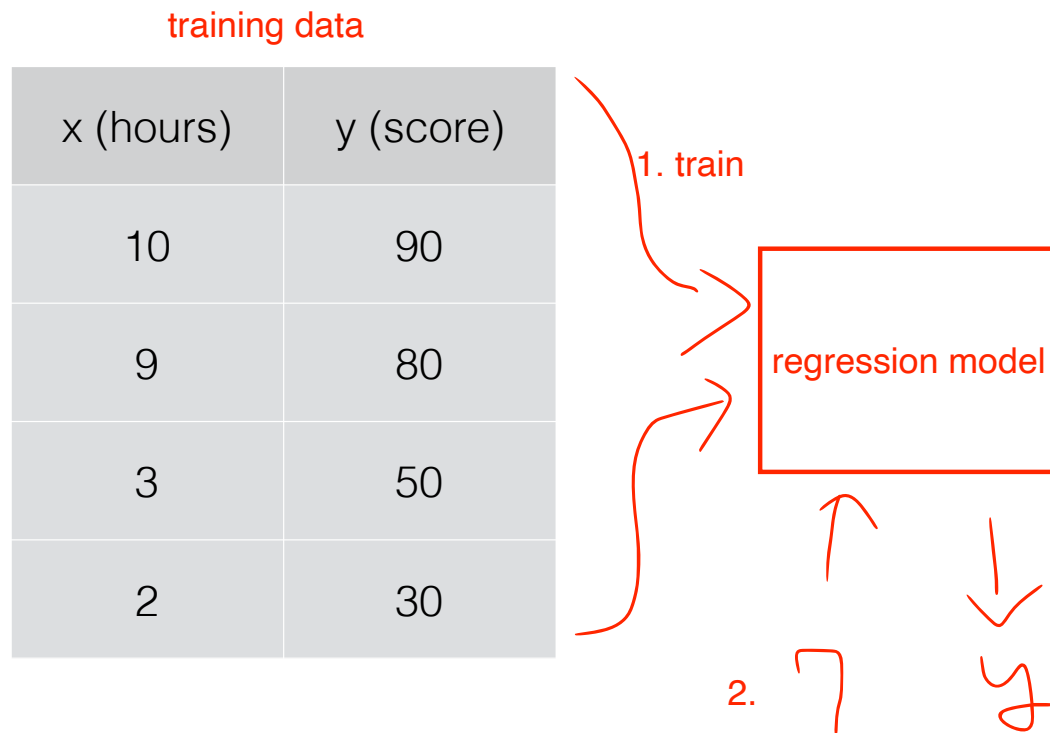 training data
x (hours) y (score)
10 90
9 80
3 50
2 30
1. train
regression model
2. 7 y